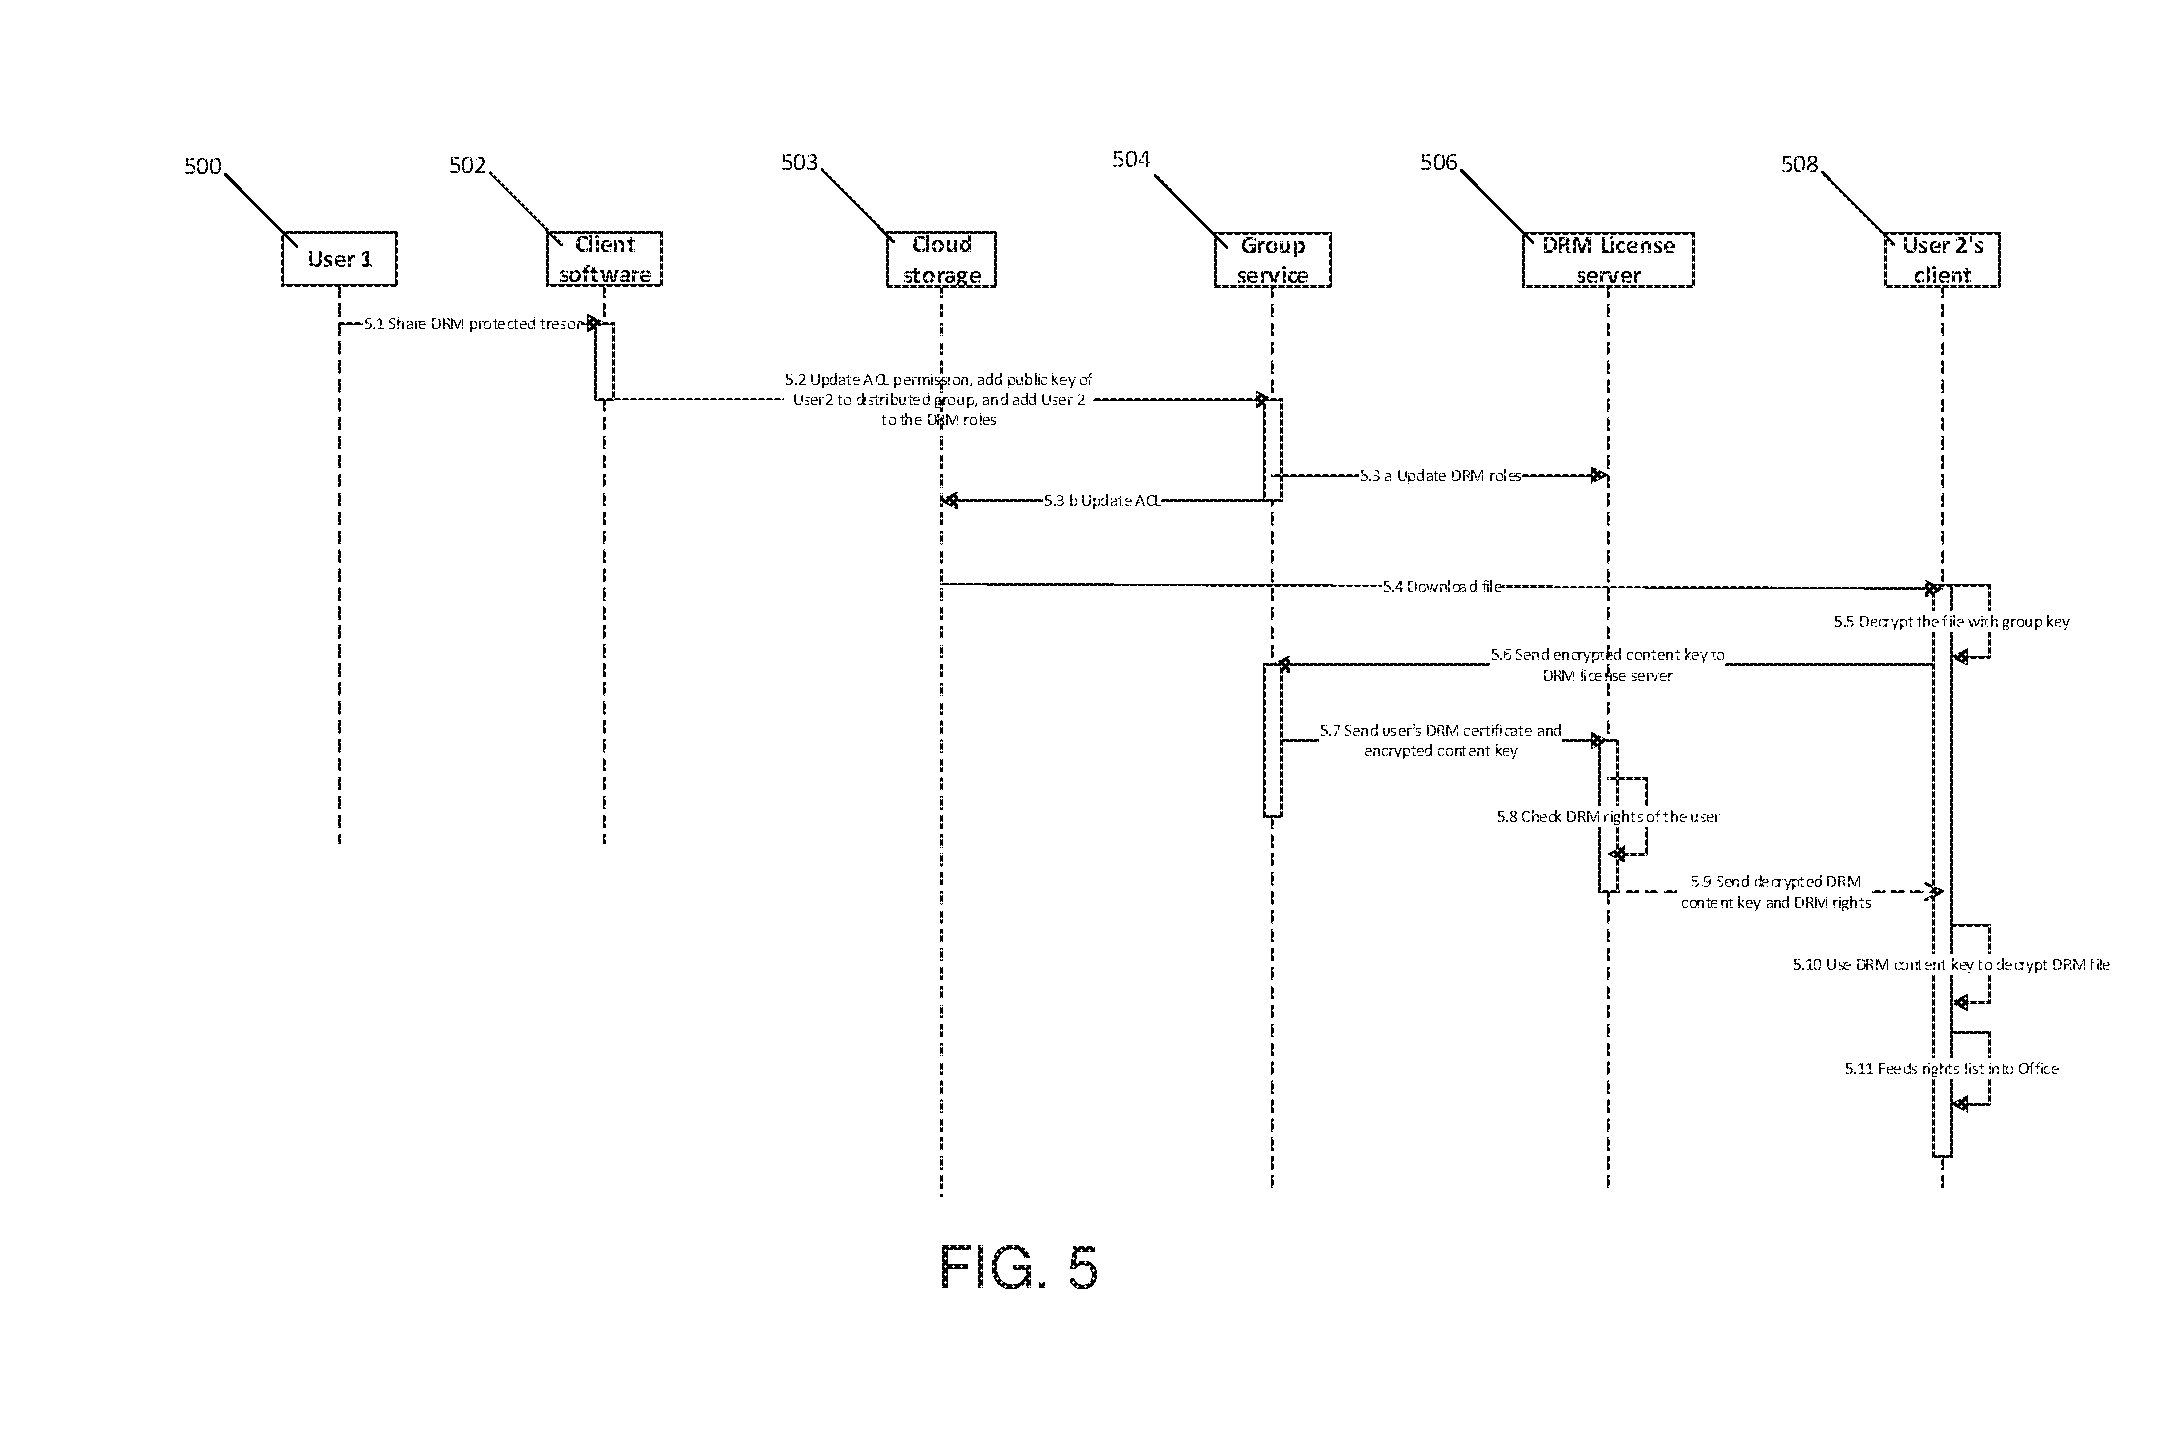 500
502
503
504
506
508
User 1
Client
software
Cloud
storage
Group
service
DRM License
server
User 2's
client
5.1 Share DRM protected tresor
5.2 Update ACL permission, add public key of
User2 to distributed group, and add User 2
to the DRM roles
5.3 a Update DRM roles
5.3 b Update ACL
5.4 Download file
5.5 Decrypt the file with group key
5.6 Send encrypted content key to
DRM license server
5.7 Send user's DRM certificate and
encrypted content key
5.8 Check DRM rights of the user
5.9 Send decrypted DRM
content key and DRM rights
5.10 Use DRM content key to decrypt DRM file
5.11 Feeds rights list into Office
FIG. 5